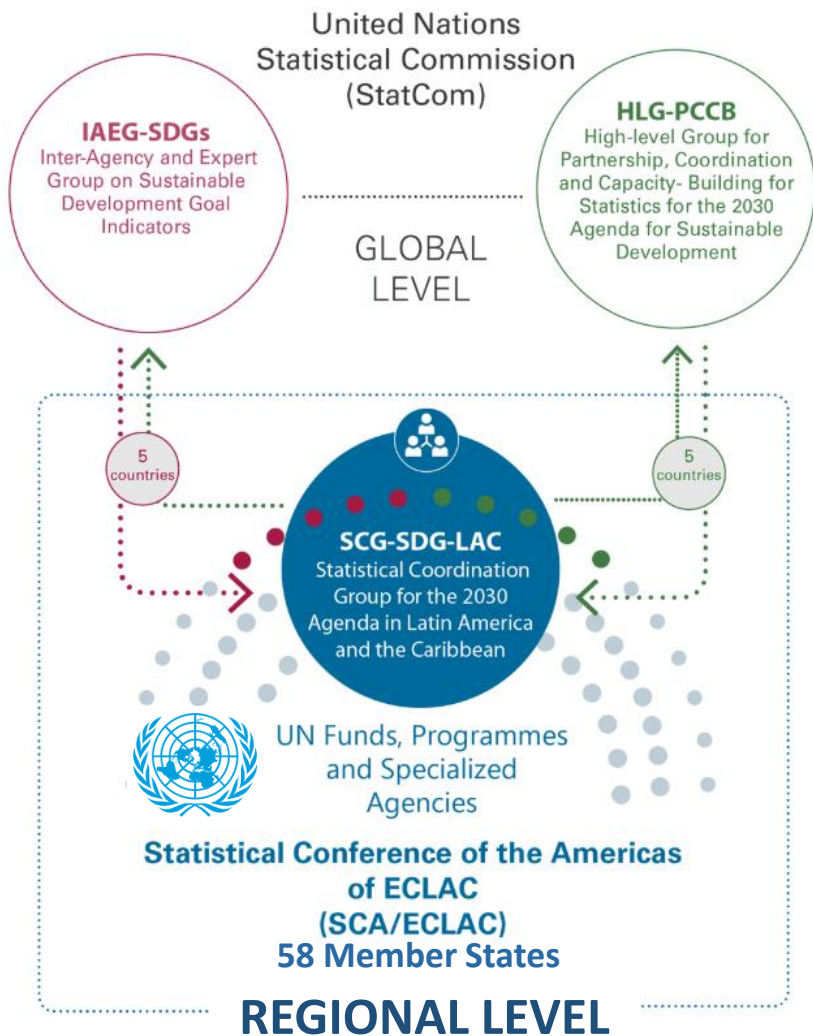 United Nations
Statistical Commission
(StatCom)
IAEG-SDGs
Inter-Agency and Expert
Group on Sustainable
Development Goal
Indicators
HLG-PCCB
High-level Group for
Partnership, Coordination
and Capacity- Building for
Statistics for the 2030
Agenda for Sustainable
Development
GLOBAL
LEVEL
5
countries
5
countries
SCG-SDG-LAC
Statistical Coordination
Group for the 2030
Agenda in Latin America
and the Caribbean
UN Funds, Programmes
and Specialized
Agencies
Statistical Conference of the Americas
of ECLAC
(SCA/ECLAC)
58 Member States
REGIONAL LEVEL